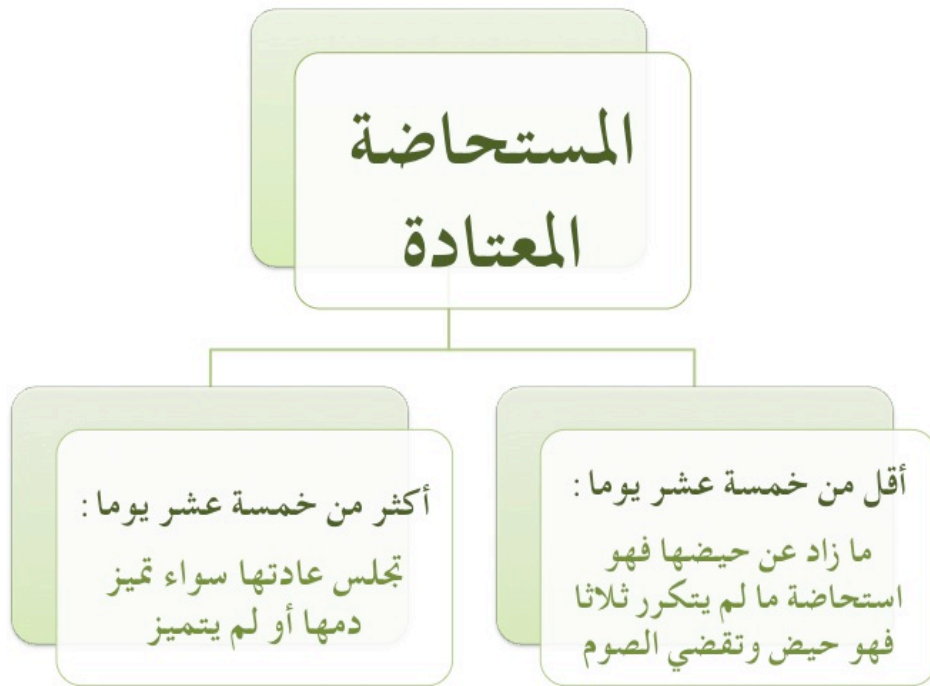 المستحاضة
المعتادة
أقل من خمسة عشر يوما :
ما زاد عن حيضها فهو
استحاضة ما لم يتكرر ثلاثا
فهو حيض وتقضي الصوم
أكثر من خمسة عشر يوما :
تجلس عادتها سواء تميز
دمها أو لم يتميز